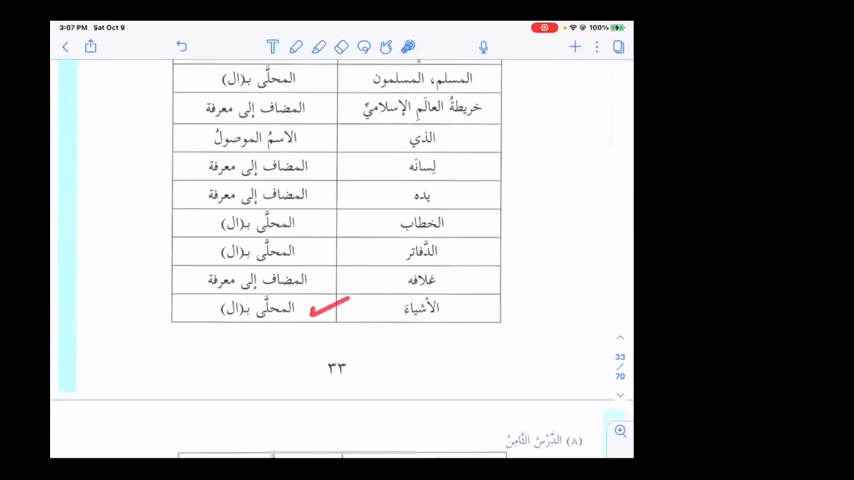 3:07 PM Sat Oct 9 100%
T
المسلم، المسلمون المحلَّى بـ(ال)
خريطةُ العالَمِ الإسلاميِّ المضاف إلى معرفة
الذي الاسمُ الموصولُ
لِسانَه المضاف إلى معرفة
يده المضاف إلى معرفة
الخطاب المحلَّى بـ(ال)
الدَّفاتر المحلَّى بـ(ال)
غلافه المضاف إلى معرفة
الأشياءَ المحلَّى بـ(ال)
٣٣
33
70
(٨) الدَّرْسُ الثَّامِنُ